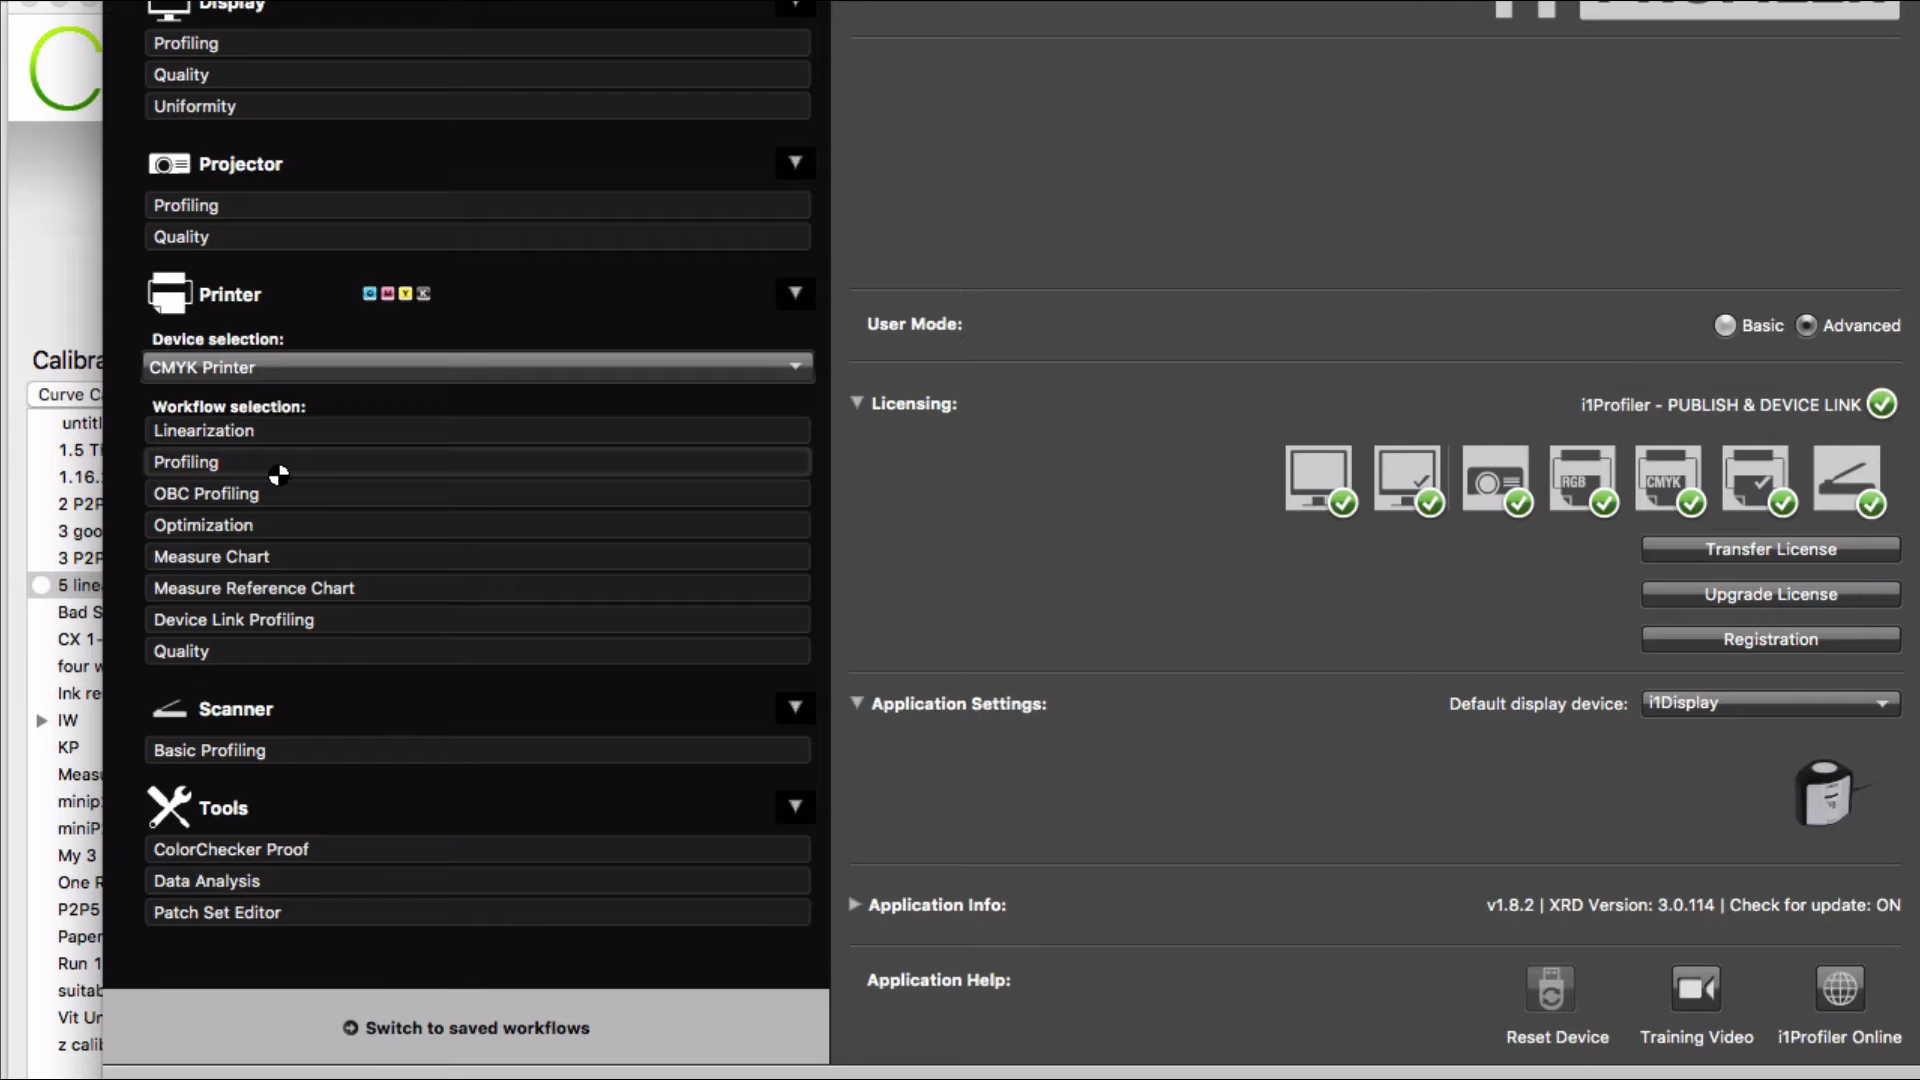 Display
Profiling
Quality
Uniformity
Projector
Profiling
Quality
Printer
C M Y K
Device selection:
CMYK Printer
Workflow selection:
Linearization
Profiling
OBC Profiling
Optimization
Measure Chart
Measure Reference Chart
Device Link Profiling
Quality
Scanner
Basic Profiling
Tools
ColorChecker Proof
Data Analysis
Patch Set Editor
Switch to saved workflows
User Mode:
Basic
Advanced
Licensing:
i1Profiler - PUBLISH & DEVICE LINK
RGB
CMYK
Transfer License
Upgrade License
Registration
Application Settings:
Default display device:
i1Display
Application Info:
v1.8.2 | XRD Version: 3.0.114 | Check for update: ON
Application Help:
Reset Device
Training Video
i1Profiler Online
C
Calibra
Curve C
untitl
1.5 T
1.16.
2 P2P
3 goo
3 P2P
5 line
Bad S
CX 1-
four w
Ink re
IW
KP
Meas
minip
miniP
My 3
One R
P2P5
Paper
Run 1
suitab
Vit Un
z calib